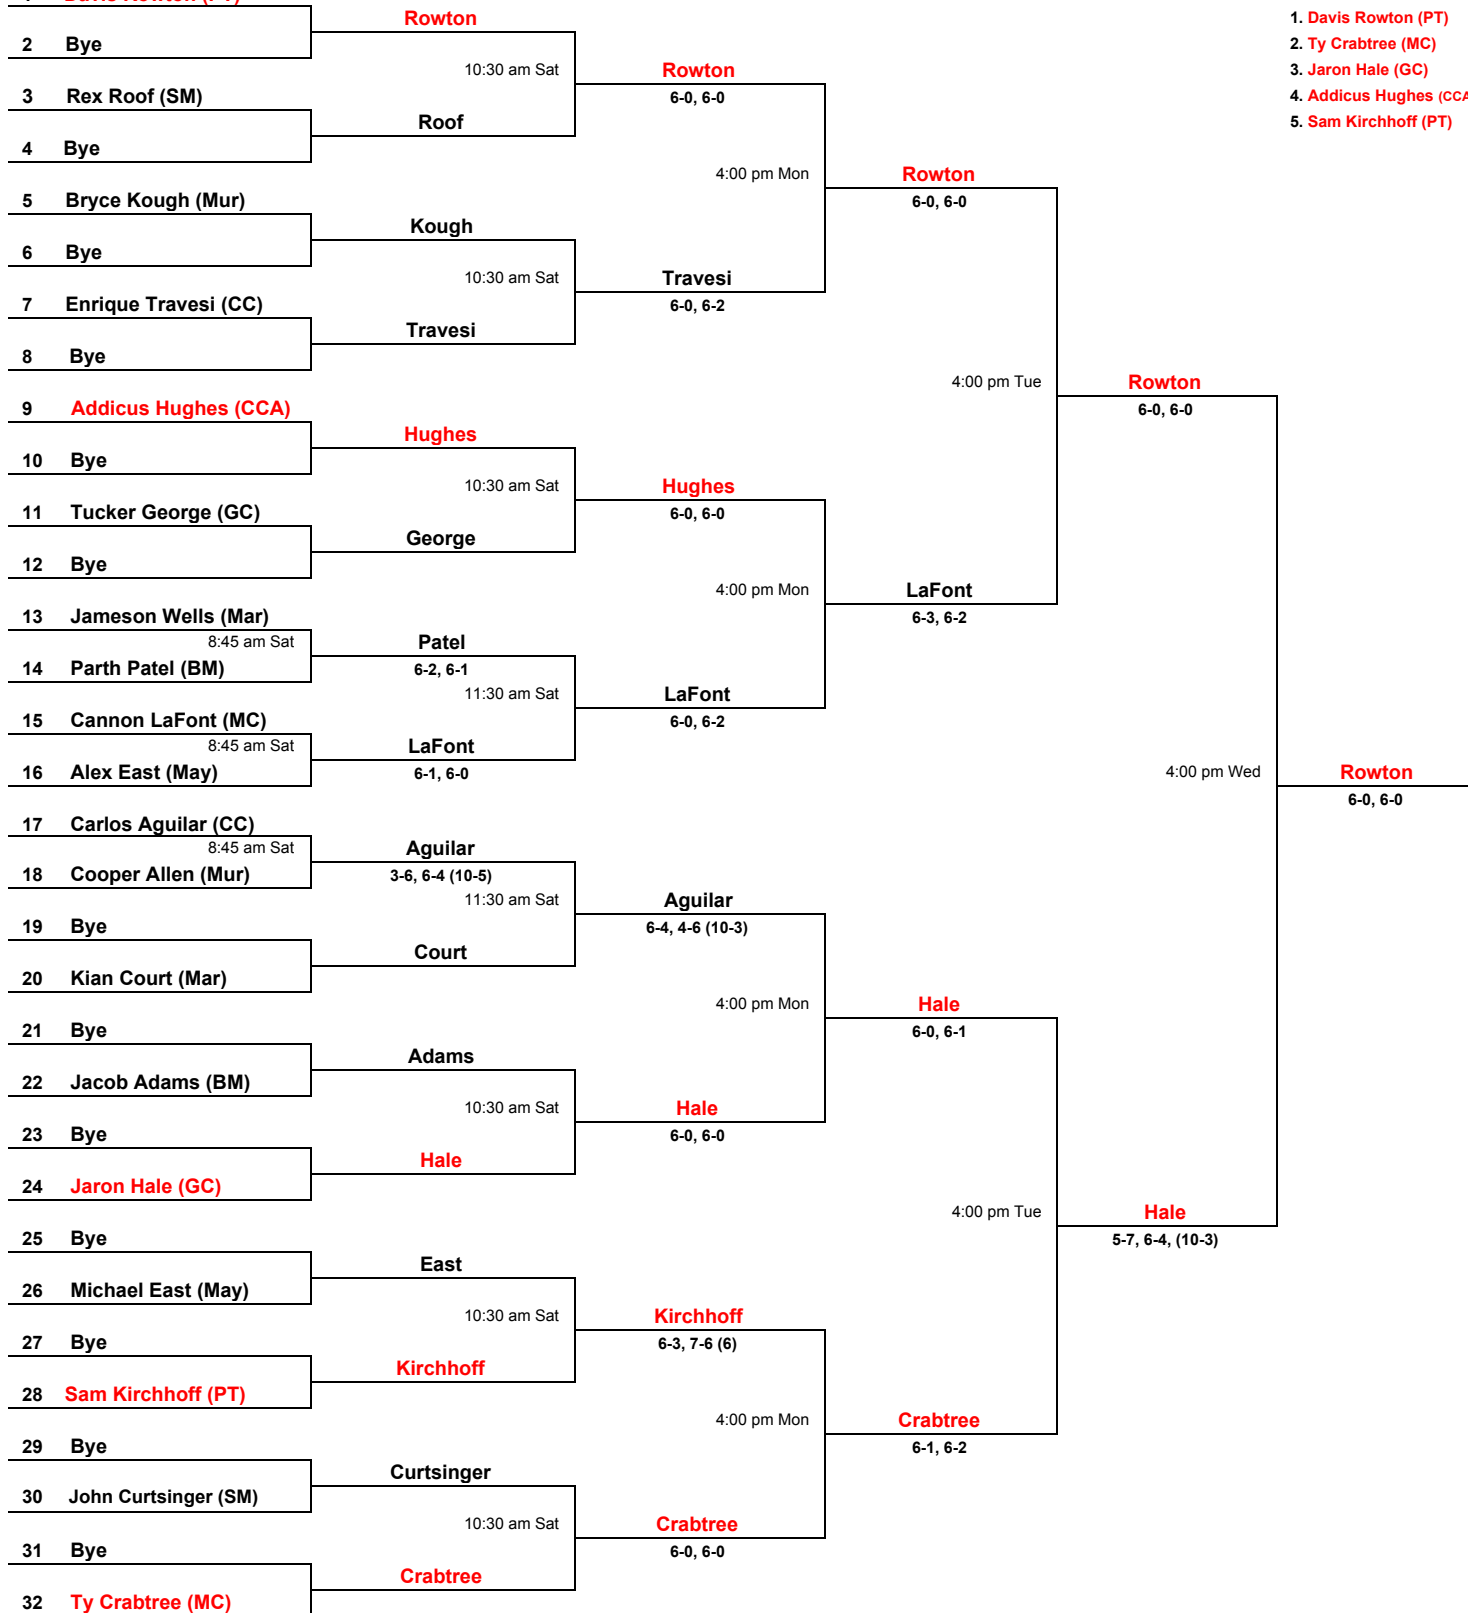 Rowton
1. Davis Rowton (PT)
2 Bye
2. Ty Crabtree (MC)
10:30 am Sat
Rowton
3. Jaron Hale (GC)
3 Rex Roof (SM)
6-0, 6-0
4. Addicus Hughes (CCA
Roof
5. Sam Kirchhoff (PT)
4 Bye
4:00 pm Mon
Rowton
5 Bryce Kough (Mur)
6-0, 6-0
Kough
6 Bye
10:30 am Sat
Travesi
7 Enrique Travesi (CC)
6-0, 6-2
Travesi
8 Bye
4:00 pm Tue
Rowton
9 Addicus Hughes (CCA)
6-0, 6-0
Hughes
10 Bye
10:30 am Sat
Hughes
11 Tucker George (GC)
6-0, 6-0
George
12 Bye
4:00 pm Mon
LaFont
13 Jameson Wells (Mar)
6-3, 6-2
8:45 am Sat
Patel
14 Parth Patel (BM)
6-2, 6-1
11:30 am Sat
LaFont
15 Cannon LaFont (MC)
6-0, 6-2
8:45 am Sat
LaFont
16 Alex East (May)
6-1, 6-0
4:00 pm Wed
Rowton
6-0, 6-0
17 Carlos Aguilar (CC)
8:45 am Sat
Aguilar
18 Cooper Allen (Mur)
3-6, 6-4 (10-5)
11:30 am Sat
Aguilar
19 Bye
6-4, 4-6 (10-3)
Court
20 Kian Court (Mar)
4:00 pm Mon
Hale
21 Bye
6-0, 6-1
Adams
22 Jacob Adams (BM)
10:30 am Sat
Hale
23 Bye
6-0, 6-0
Hale
24 Jaron Hale (GC)
4:00 pm Tue
Hale
25 Bye
5-7, 6-4, (10-3)
East
26 Michael East (May)
10:30 am Sat
Kirchhoff
27 Bye
6-3, 7-6 (6)
Kirchhoff
28 Sam Kirchhoff (PT)
4:00 pm Mon
Crabtree
29 Bye
6-1, 6-2
Curtsinger
30 John Curtsinger (SM)
10:30 am Sat
Crabtree
31 Bye
6-0, 6-0
Crabtree
32 Ty Crabtree (MC)